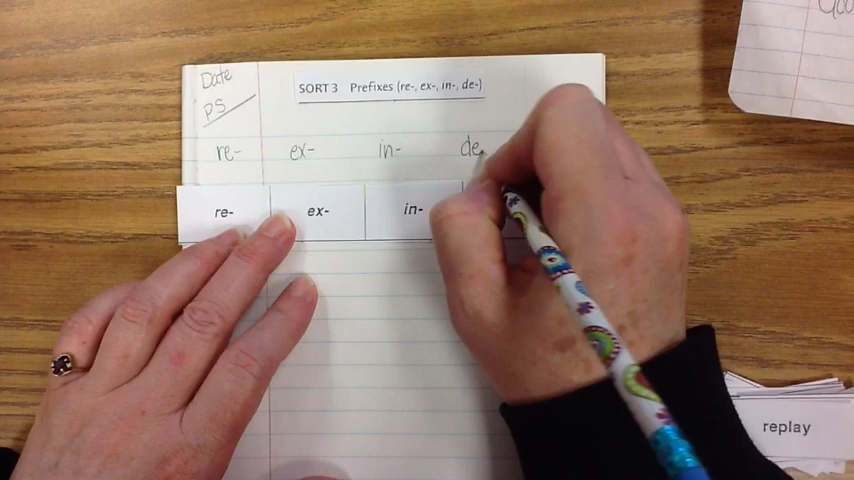 Date
PS
SORT 3 Prefixes (re-, ex-, in-, de-)
re- ex- in- de
re- ex- in-
replay